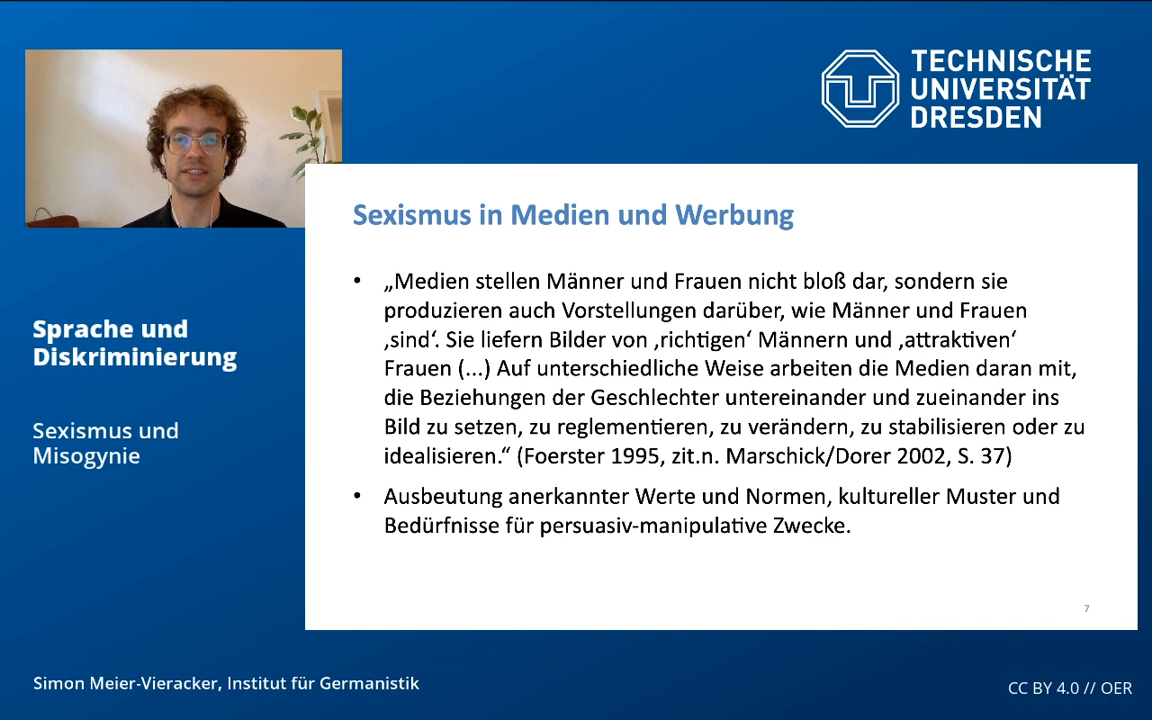 TECHNISCHE
UNIVERSITÄT
DRESDEN
Sexismus in Medien und Werbung
• „Medien stellen Männer und Frauen nicht bloß dar, sondern sie
produzieren auch Vorstellungen darüber, wie Männer und Frauen
‚sind‘. Sie liefern Bilder von ‚richtigen‘ Männern und ‚attraktiven‘
Frauen (...) Auf unterschiedliche Weise arbeiten die Medien daran mit,
die Beziehungen der Geschlechter untereinander und zueinander ins
Bild zu setzen, zu reglementieren, zu verändern, zu stabilisieren oder zu
idealisieren.“ (Foerster 1995, zit.n. Marschick/Dorer 2002, S. 37)
• Ausbeutung anerkannter Werte und Normen, kultureller Muster und
Bedürfnisse für persuasiv-manipulative Zwecke.
7
Sprache und
Diskriminierung
Sexismus und
Misogynie
Simon Meier-Vieracker, Institut für Germanistik
CC BY 4.0 // OER